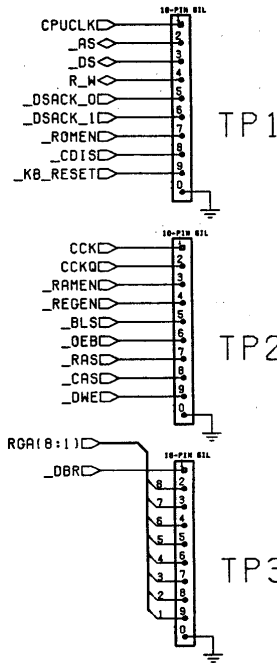 10-PIN SIL
CPUCLK 1
_AS 2
_DS 3
R_W 4
_DSACK_0 5
_DSACK_1 6
_ROMEN 7
_CDIS 8
_KB_RESET 9
0
TP1
10-PIN SIL
CCK 1
CCKQ 2
_RAMEN 3
_REGEN 4
_BLS 5
_OEB 6
_RAS 7
_CAS 8
_DWE 9
0
TP2
10-PIN SIL
RGA(8:1)
_DBR 1
8 2
7 3
6 4
5 5
4 6
3 7
2 8
1 9
0
TP3